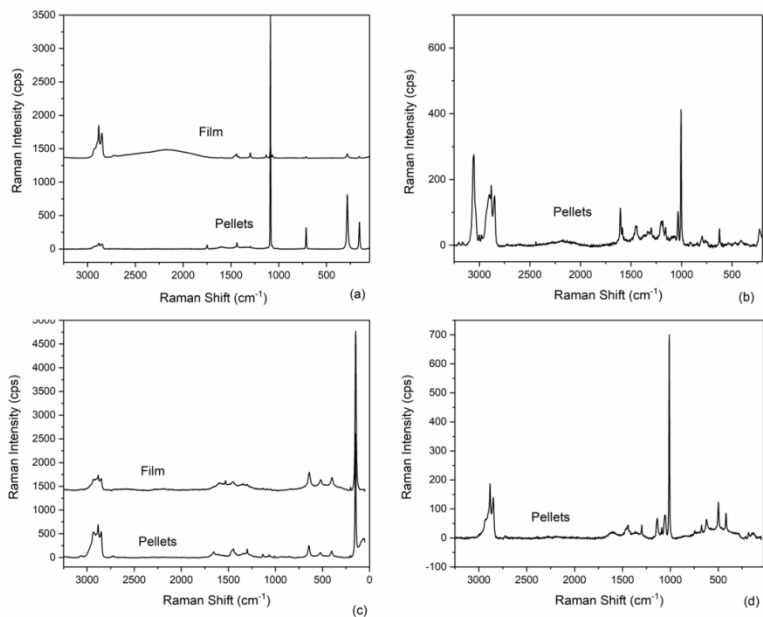 3500
3000
2500
2000
1500
1000
500
0
Film
Pellets
3000 2500 2000 1500 1000 500
Raman Shift (cm⁻¹)
Raman Intensity (cps)
(a)
600
400
200
0
Pellets
3000 2500 2000 1500 1000 500
Raman Shift (cm⁻¹)
Raman Intensity (cps)
(b)
5000
4500
4000
3500
3000
2500
2000
1500
1000
500
0
Film
Pellets
3000 2500 2000 1500 1000 500 0
Raman Shift (cm⁻¹)
Raman Intensity (cps)
(c)
700
600
500
400
300
200
100
0
-100
Pellets
3000 2500 2000 1500 1000 500
Raman Shift (cm⁻¹)
Raman Intensity (cps)
(d)